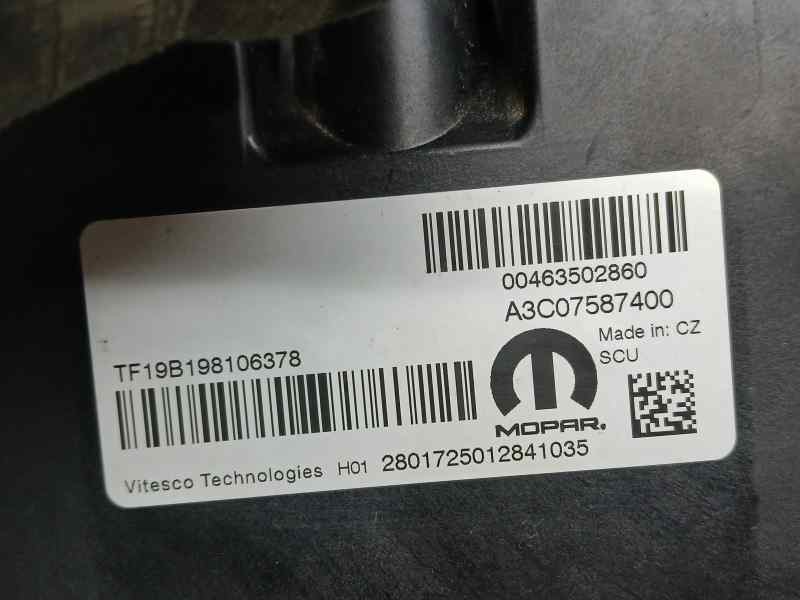 00463502860
A3C07587400
Made in: CZ
SCU
TF19B198106378
MOPAR.
Vitesco Technologies H01 2801725012841035